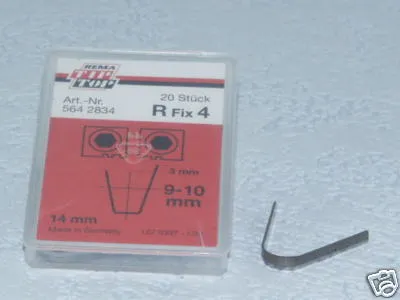 REMA
TIP
TOP
20 Stück
Art.-Nr.
564 2834
R Fix 4
3 mm
9-10
mm
14 mm
Made in Germany